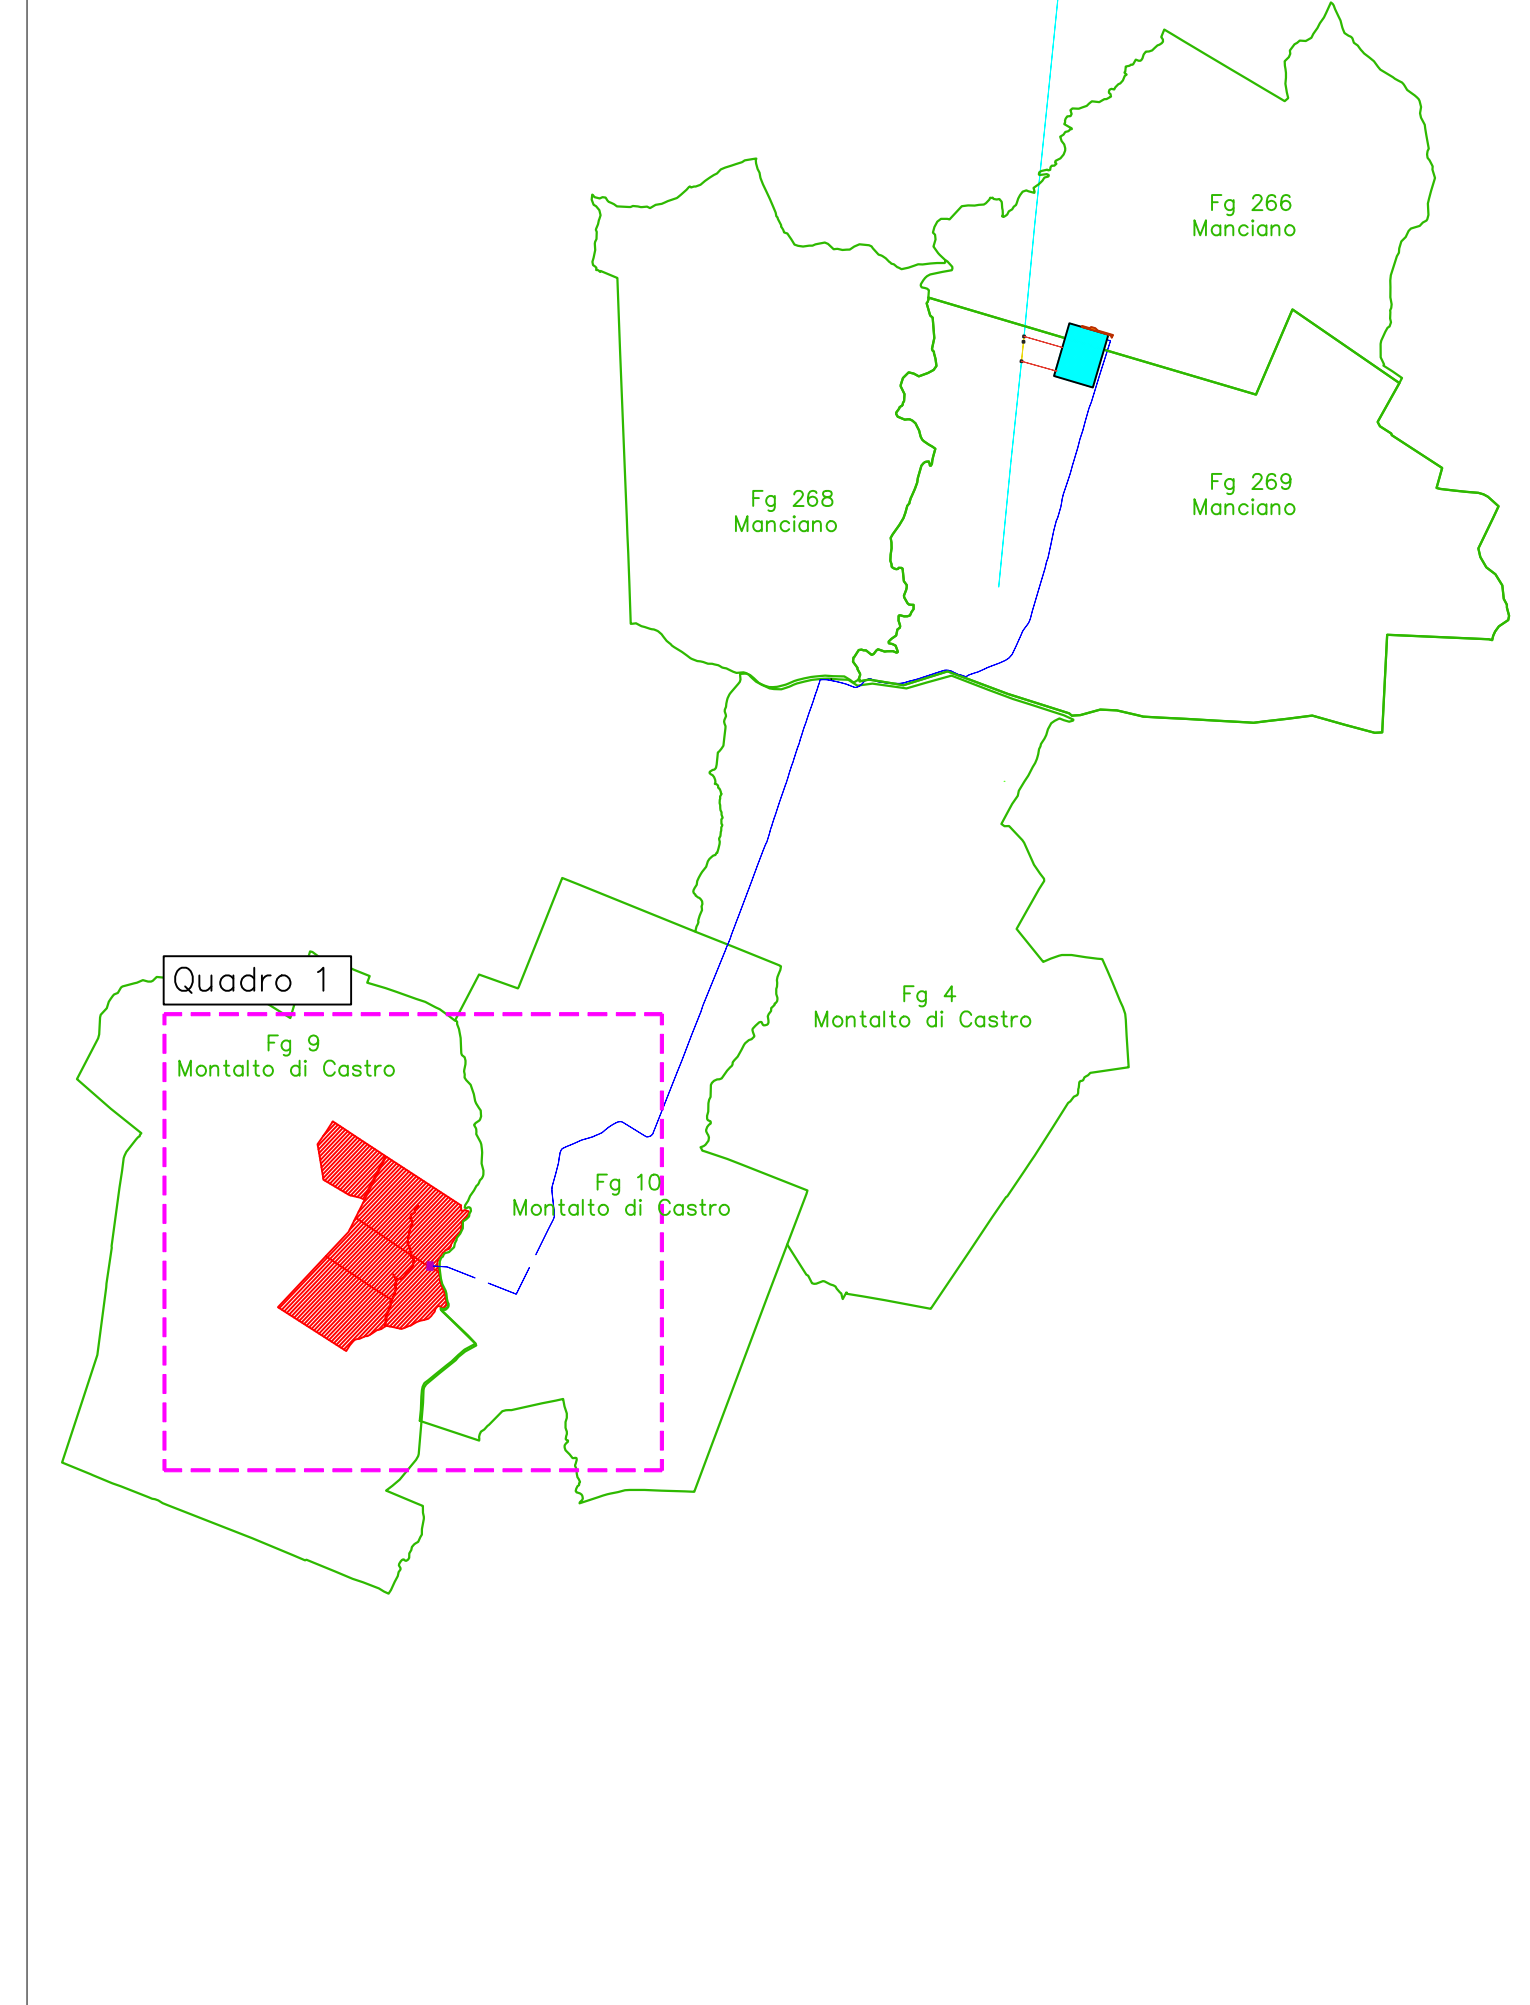 Fg 266
Manciano
Fg 269
Manciano
Fg 268
Manciano
Quadro 1
Fg 4
Montalto di Castro
Fg 9
Montalto di Castro
Fg 10
Montalto di Castro